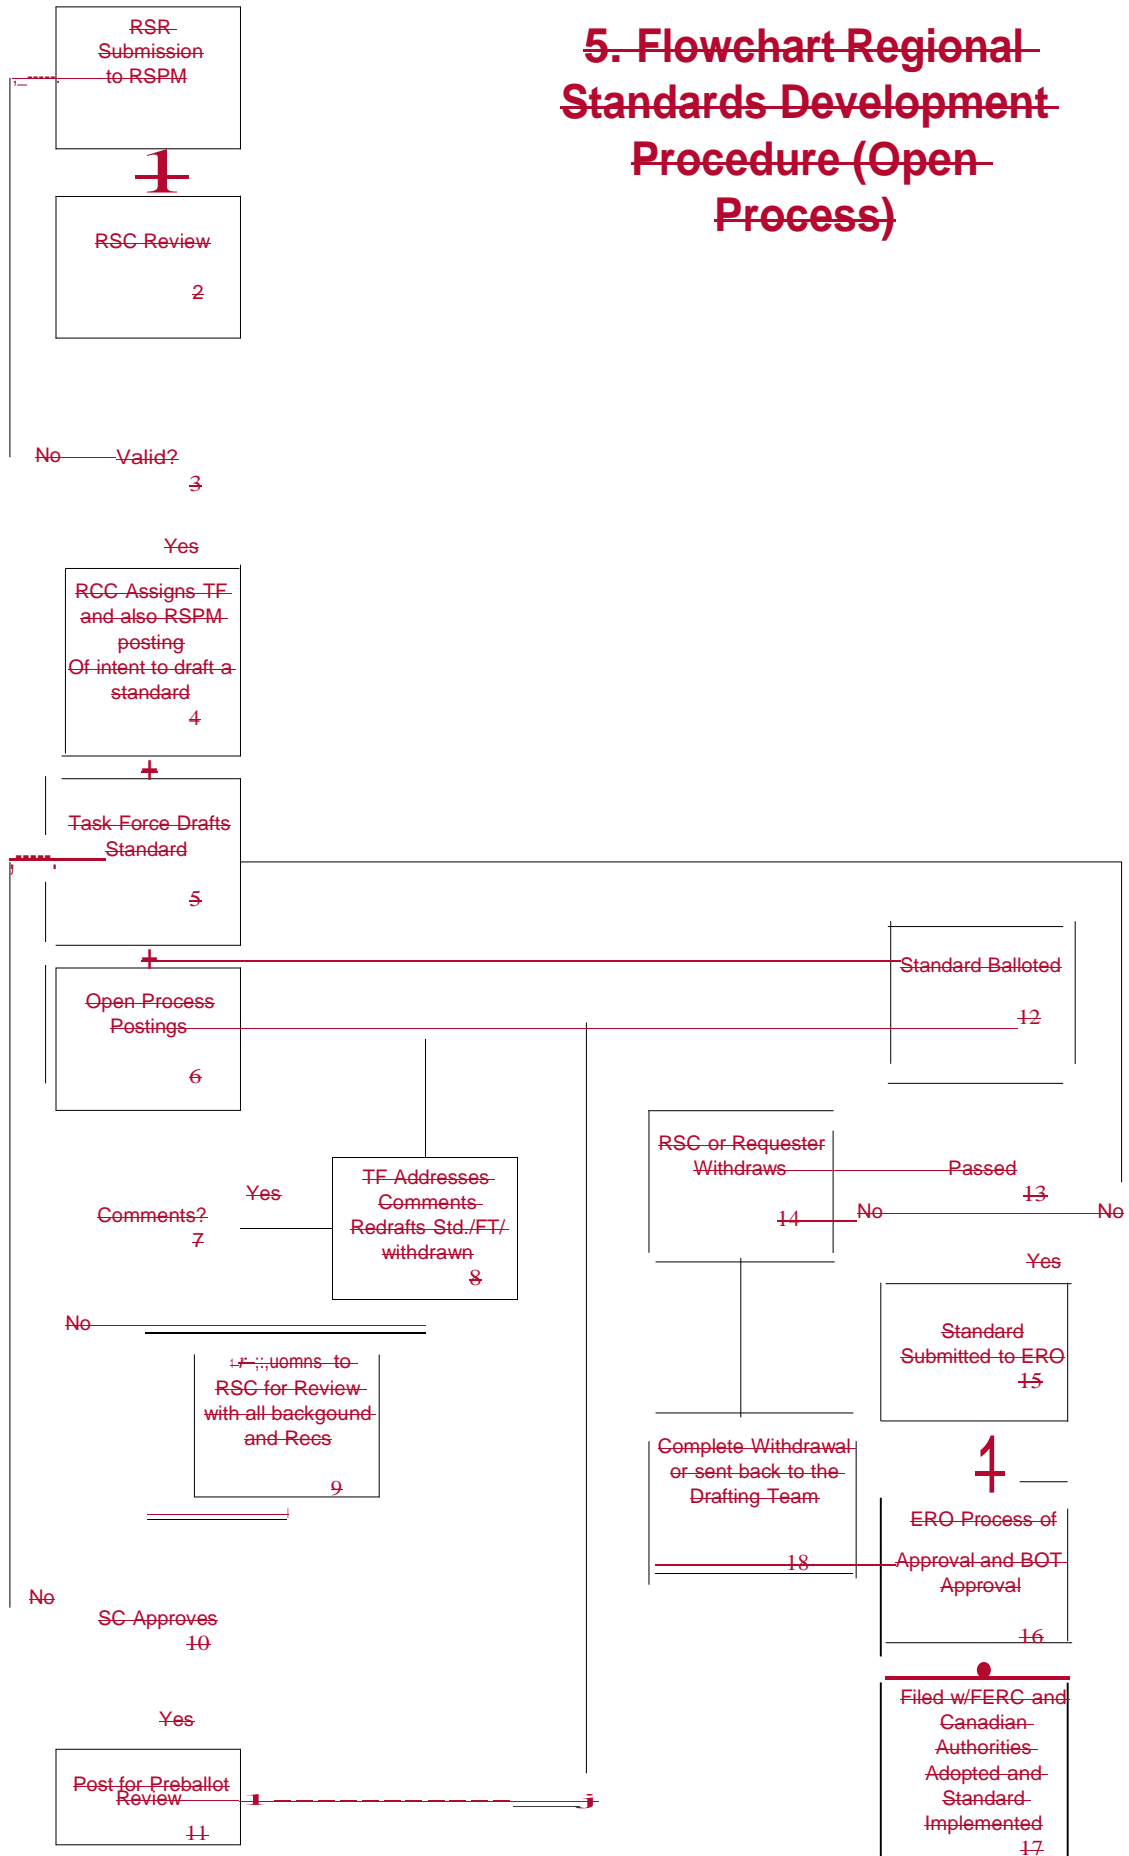 5. Flowchart Regional
Standards Development
Procedure (Open
Process)
RSR
Submission
to RSPM
1
RSC Review
2
No
Valid?
3
Yes
RCC Assigns TF
and also RSPM
posting
Of intent to draft a
standard
4
Task Force Drafts
Standard
5
Open Process
Postings
6
Comments?
7
Yes
TF Addresses
Comments
Redrafts Std./FT/
withdrawn
8
No
to
RSC for Review
with all backgound
and Recs
9
No
SC Approves
10
Yes
Post for Preballot
Review
11
Standard Balloted
12
Passed
13
No
No
RSC or Requester
Withdraws
14
Yes
Standard
Submitted to ERO
15
1
Complete Withdrawal
or sent back to the
Drafting Team
18
ERO Process of
Approval and BOT
Approval
16
Filed w/FERC and
Canadian
Authorities
Adopted and
Standard
Implemented
17